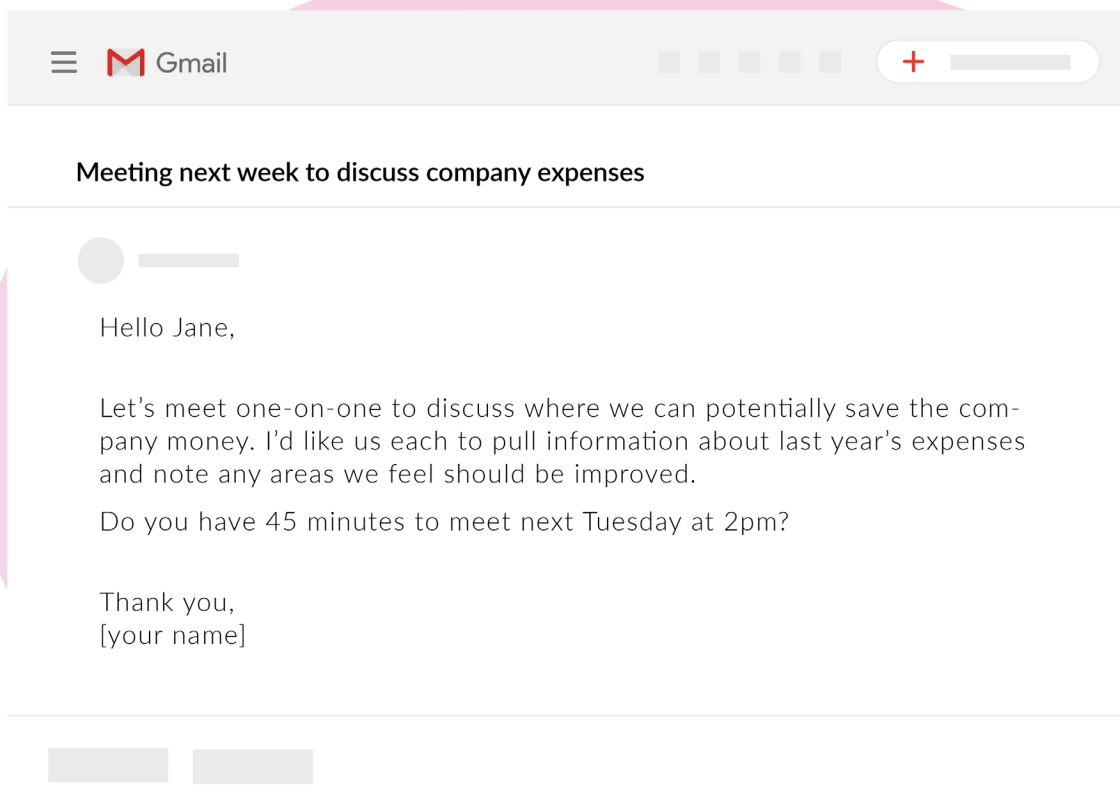 Gmail
Meeting next week to discuss company expenses
Hello Jane,
Let’s meet one-on-one to discuss where we can potentially save the com-
pany money. I’d like us each to pull information about last year’s expenses
and note any areas we feel should be improved.
Do you have 45 minutes to meet next Tuesday at 2pm?
Thank you,
[your name]